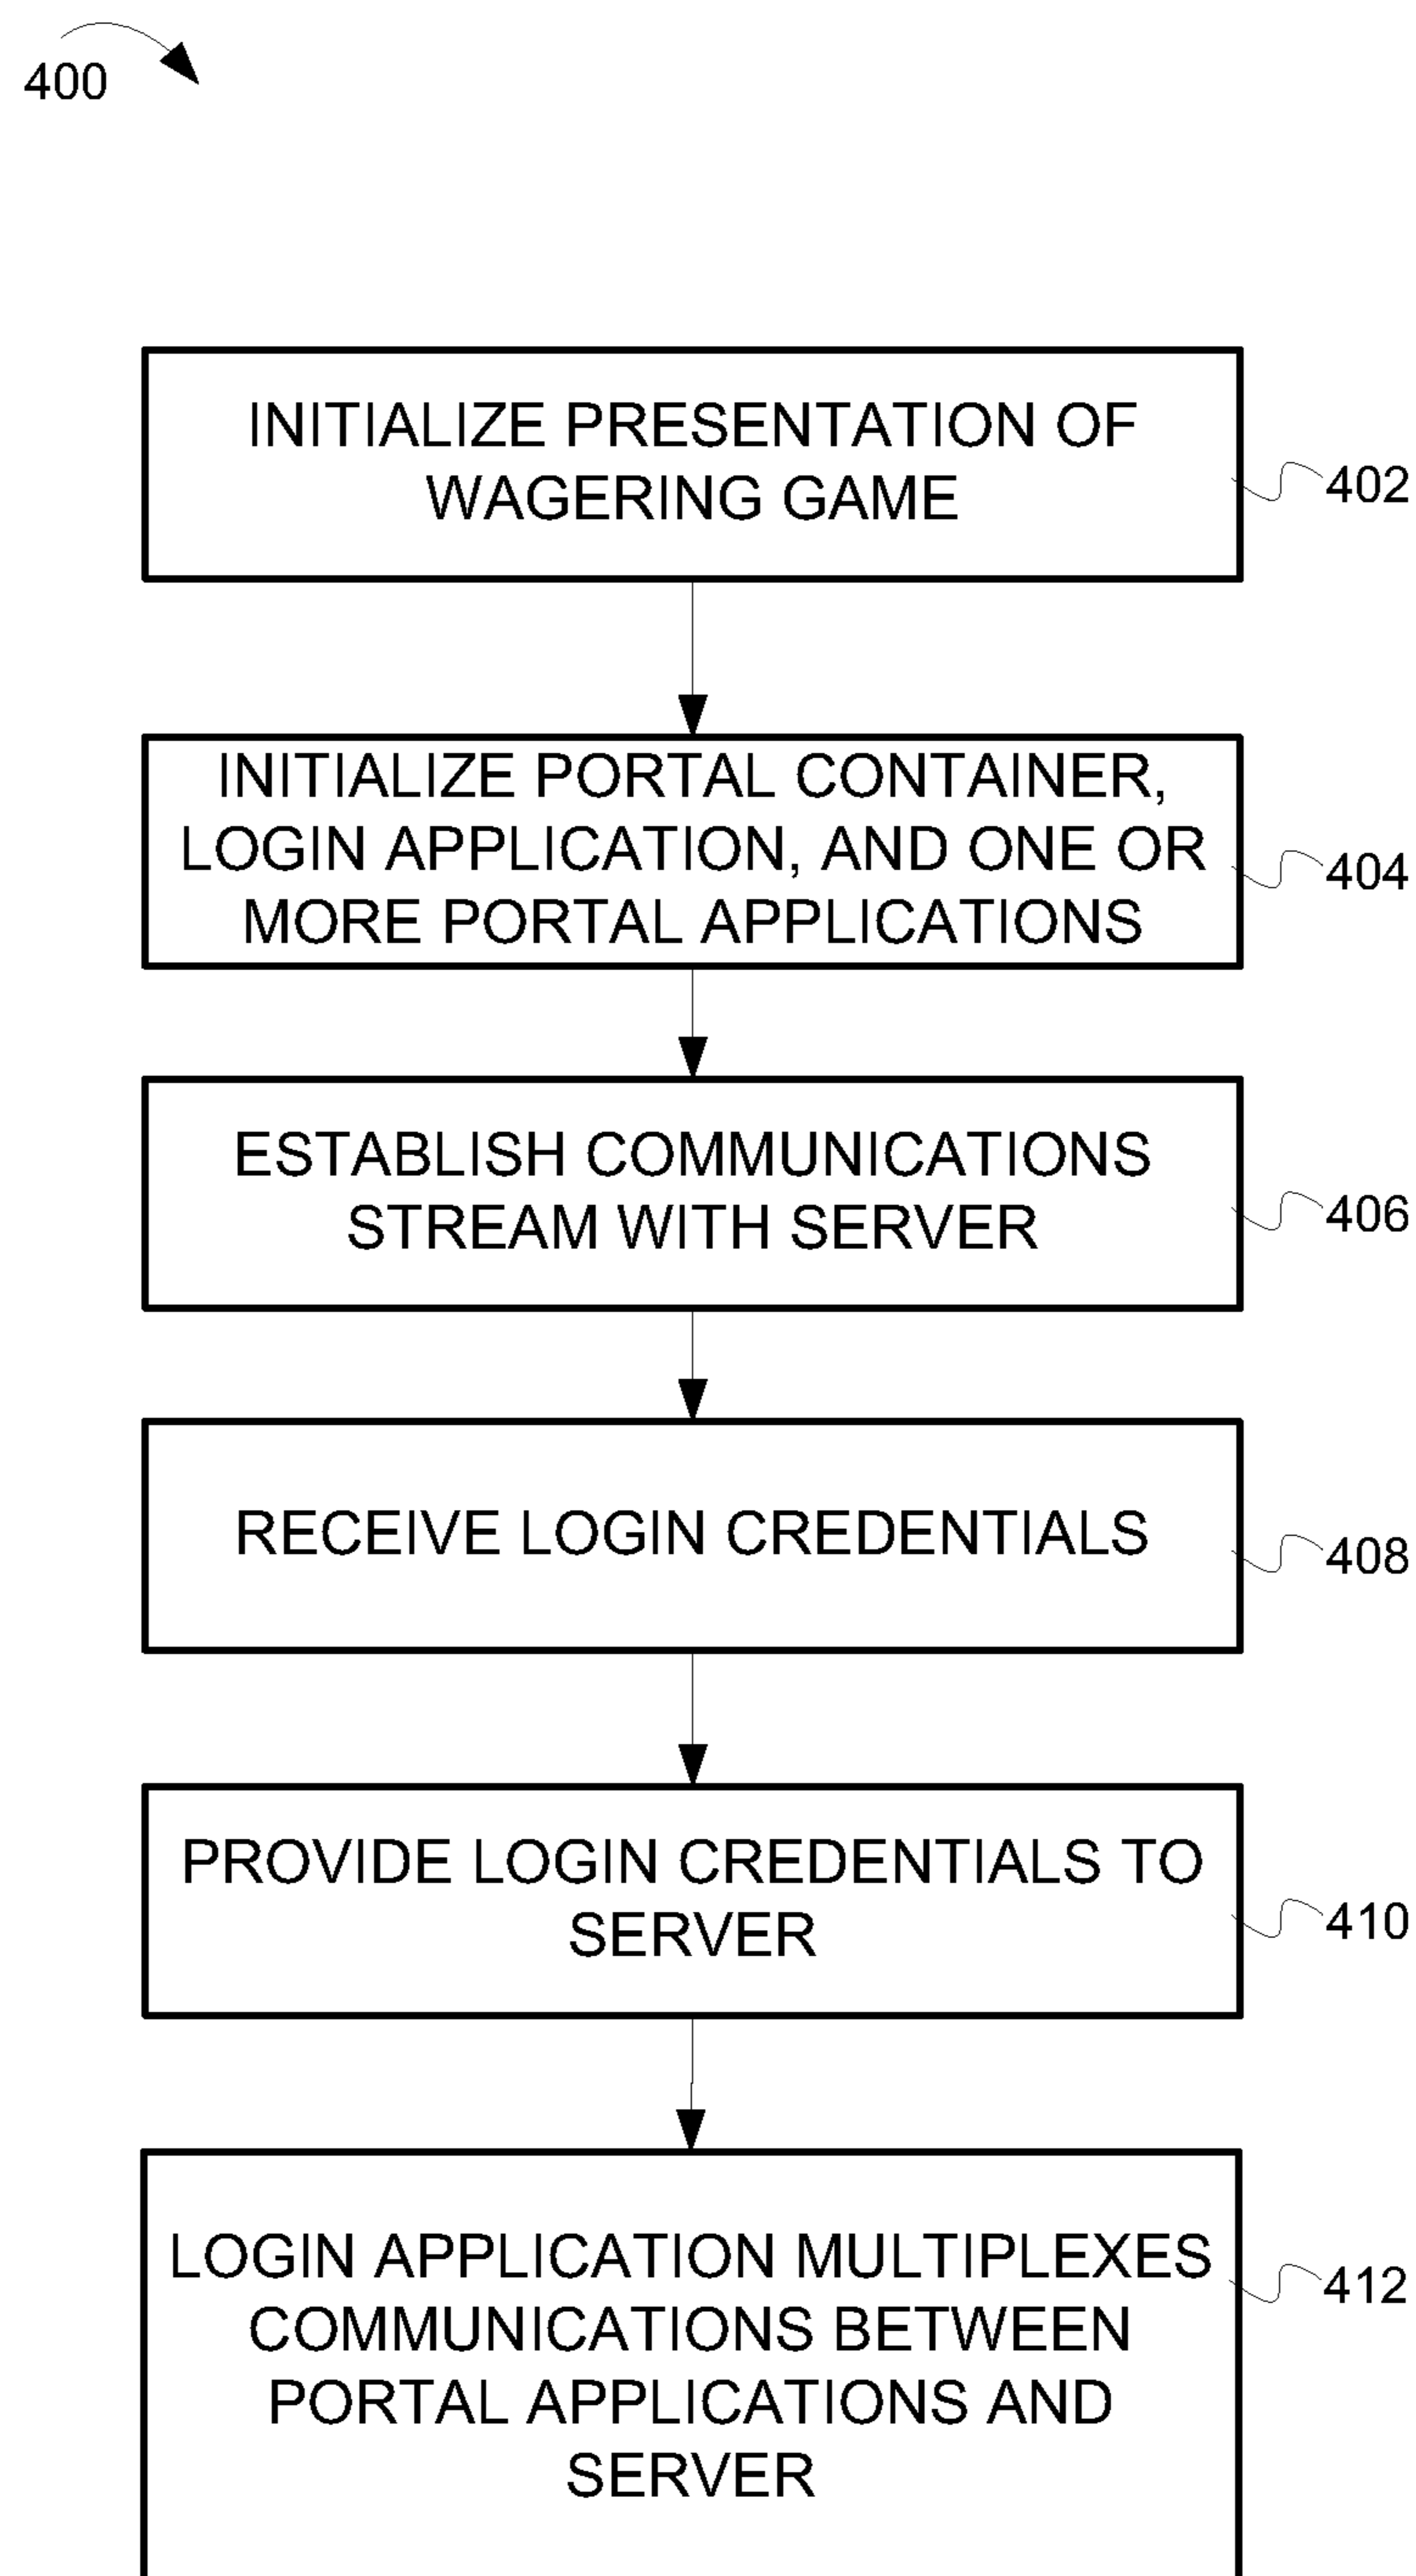 400
INITIALIZE PRESENTATION OF
WAGERING GAME
402
INITIALIZE PORTAL CONTAINER,
LOGIN APPLICATION, AND ONE OR
MORE PORTAL APPLICATIONS
404
ESTABLISH COMMUNICATIONS
STREAM WITH SERVER
406
RECEIVE LOGIN CREDENTIALS
408
PROVIDE LOGIN CREDENTIALS TO
SERVER
410
LOGIN APPLICATION MULTIPLEXES
COMMUNICATIONS BETWEEN
PORTAL APPLICATIONS AND
SERVER
412